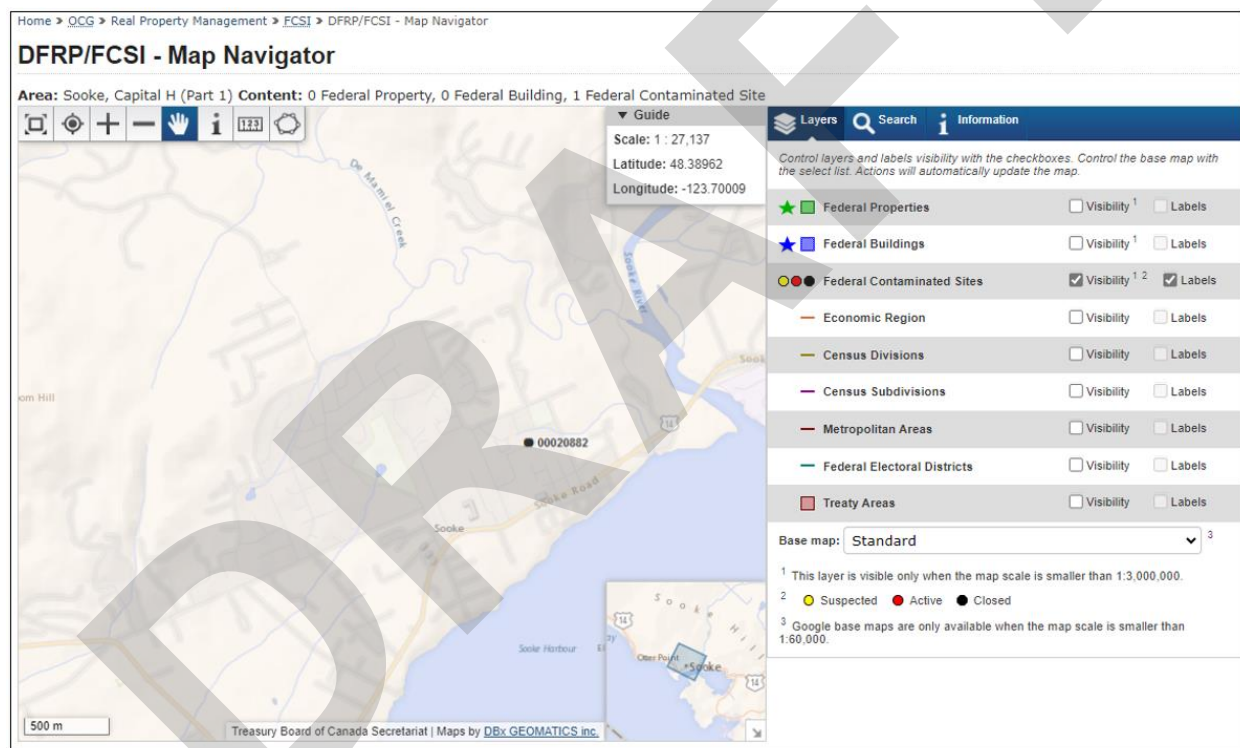 Home > OCG > Real Property Management > FCSI > DFRP/FCSI - Map Navigator
DFRP/FCSI - Map Navigator
Area: Sooke, Capital H (Part 1) Content: 0 Federal Property, 0 Federal Building, 1 Federal Contaminated Site
123
▼ Guide
Scale: 1 : 27,137
Latitude: 48.38962
Longitude: -123.70009
De Mamiel Creek
Sooke River
Sook
om Hill
14
00020882
Sooke Road
Sooke
Sooke Harbour
500 m
Treasury Board of Canada Secretariat | Maps by DBx GEOMATICS inc.
Sooke Hi
14
Otter Point
Sooke
14
Layers Search Information
Control layers and labels visibility with the checkboxes. Control the base map with
the select list. Actions will automatically update the map.
Federal Properties Visibility 1 Labels
Federal Buildings Visibility 1 Labels
Federal Contaminated Sites Visibility 1 2 Labels
Economic Region Visibility Labels
Census Divisions Visibility Labels
Census Subdivisions Visibility Labels
Metropolitan Areas Visibility Labels
Federal Electoral Districts Visibility Labels
Treaty Areas Visibility Labels
Base map: Standard 3
1 This layer is visible only when the map scale is smaller than 1:3,000,000.
2 Suspected Active Closed
3 Google base maps are only available when the map scale is smaller than
1:60,000.
DRAFT